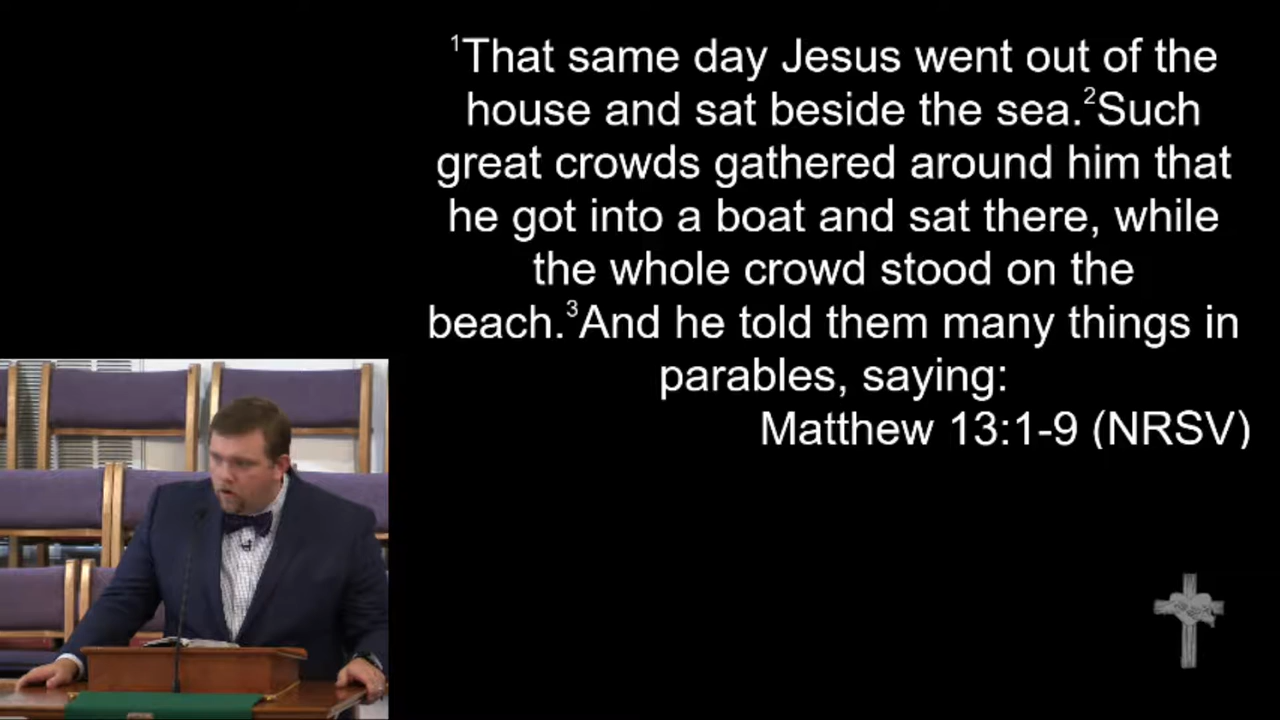 ¹That same day Jesus went out of the
house and sat beside the sea.²Such
great crowds gathered around him that
he got into a boat and sat there, while
the whole crowd stood on the
beach.³And he told them many things in
parables, saying:
Matthew 13:1-9 (NRSV)